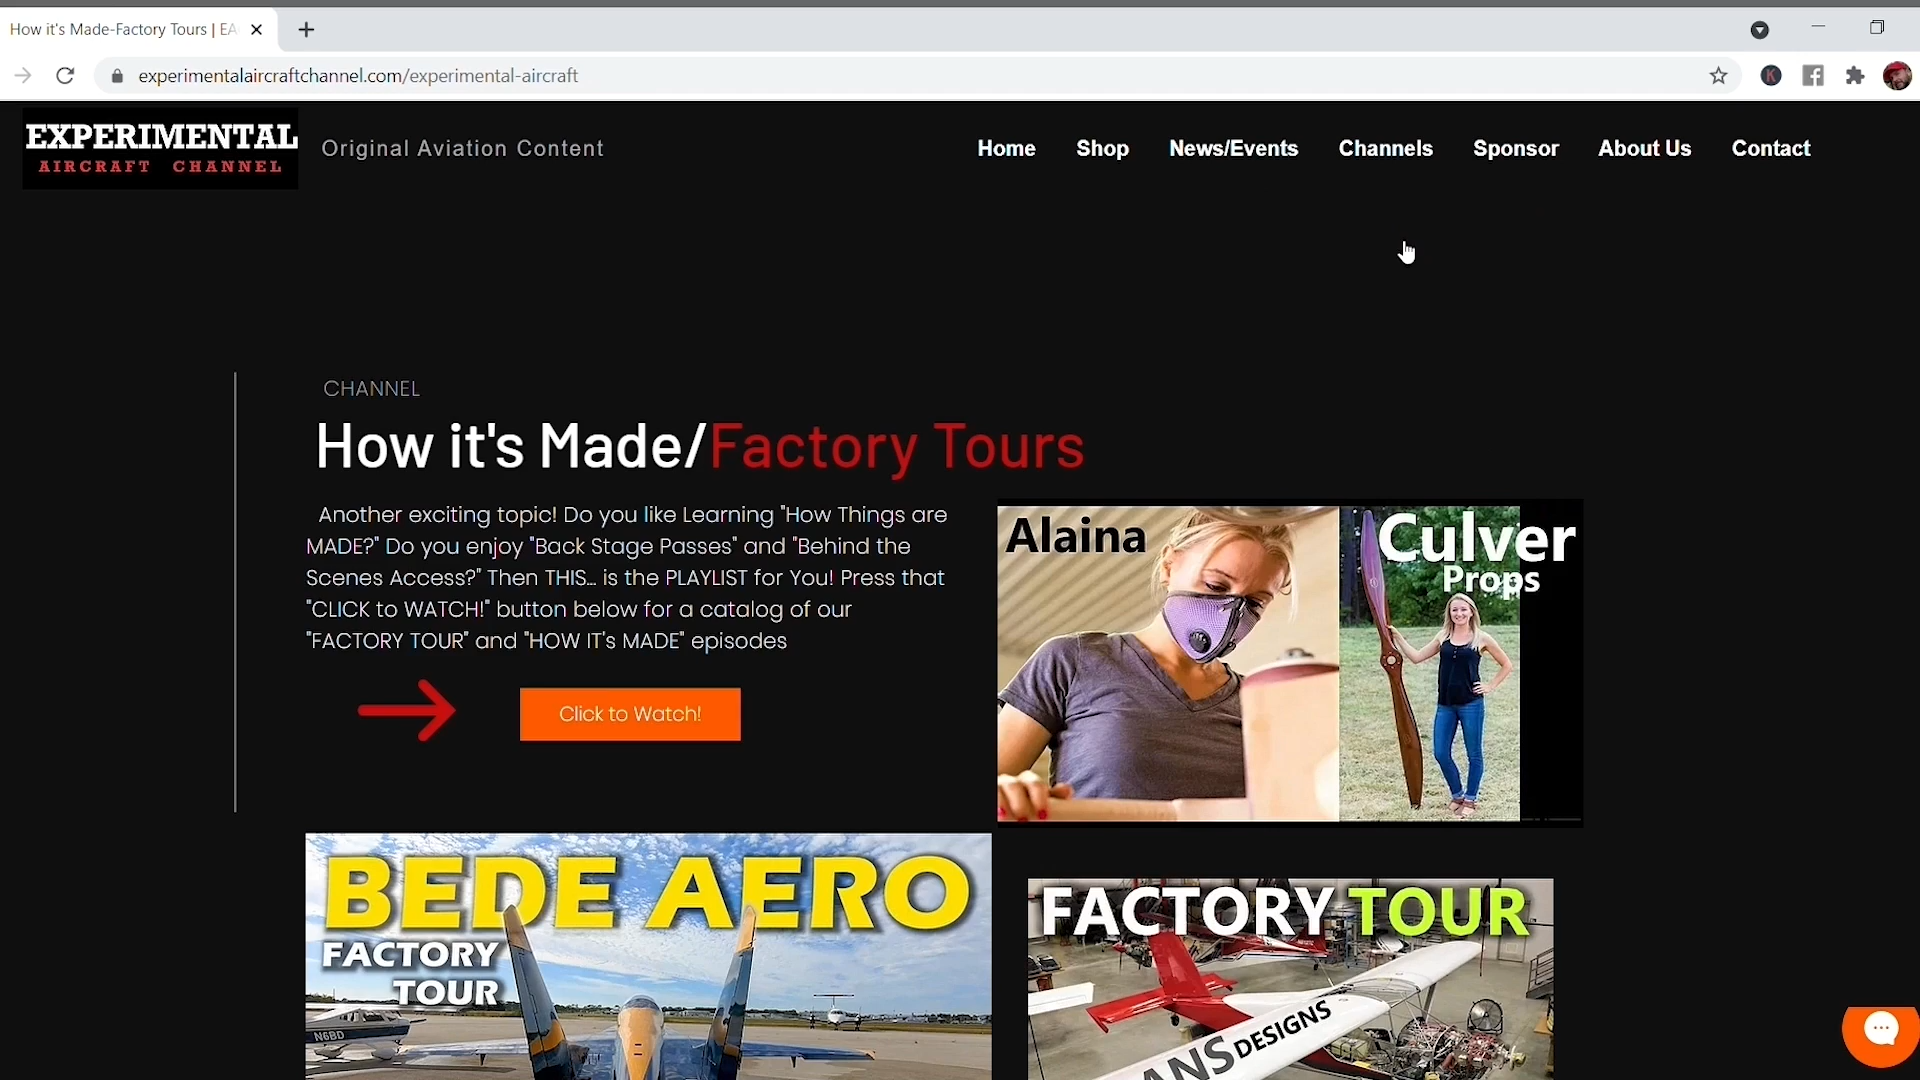 How it's Made-Factory Tours | EA
experimentalaircraftchannel.com/experimental-aircraft
K
EXPERIMENTAL
AIRCRAFT CHANNEL
Original Aviation Content
Home Shop News/Events Channels Sponsor About Us Contact
CHANNEL
How it's Made/Factory Tours
Another exciting topic! Do you like Learning "How Things are
MADE?" Do you enjoy "Back Stage Passes" and "Behind the
Scenes Access?" Then THIS... is the PLAYLIST for You! Press that
"CLICK to WATCH!" button below for a catalog of our
"FACTORY TOUR" and "HOW IT's MADE" episodes
Click to Watch!
Alaina
Culver
Props
BEDE AERO
FACTORY
TOUR
N6BD
FACTORY TOUR
ANS DESIGNS